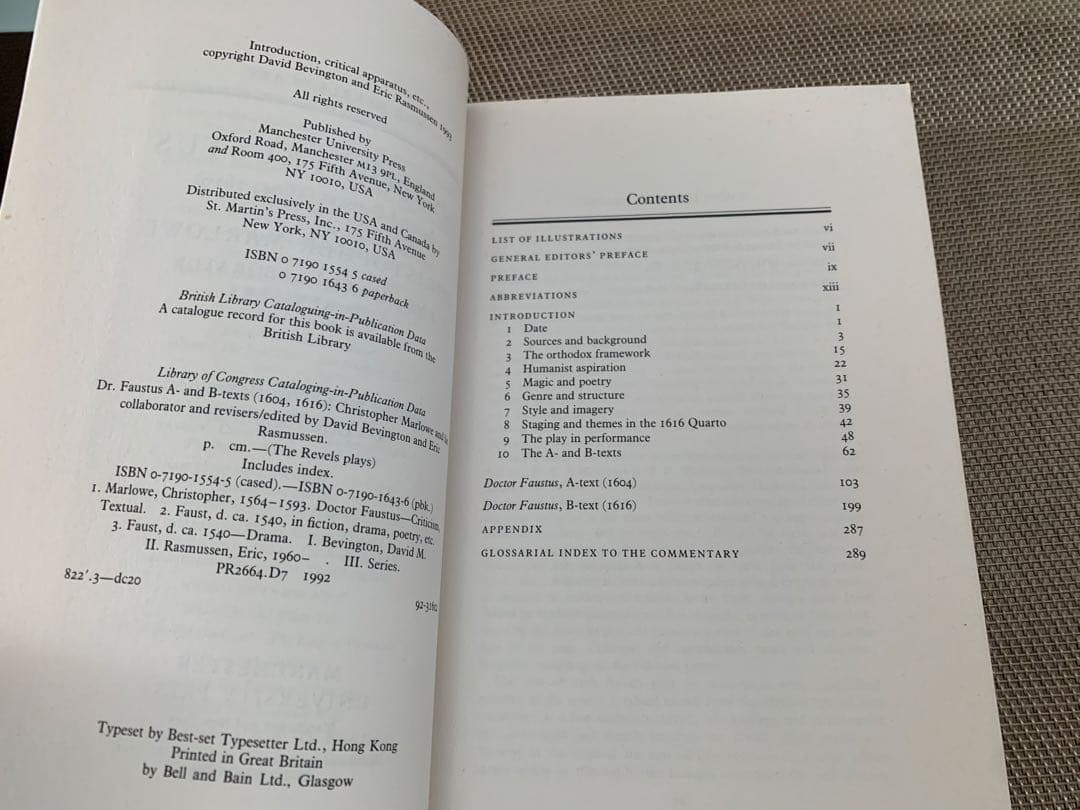 Introduction, critical apparatus, etc.,
copyright David Bevington and Eric Rasmussen 1993
All rights reserved
Published by
Manchester University Press
Oxford Road, Manchester M13 9PL, England
and Room 400, 175 Fifth Avenue, New York
NY 10010, USA
Distributed exclusively in the USA and Canada by
St. Martin's Press, Inc., 175 Fifth Avenue
New York, NY 10010, USA
ISBN 0 7190 1554 5 cased
0 7190 1643 6 paperback
British Library Cataloguing-in-Publication Data
A catalogue record for this book is available from the
British Library
Library of Congress Cataloging-in-Publication Data
Dr. Faustus A- and B-texts (1604, 1616): Christopher Marlowe and
collaborator and revisers/edited by David Bevington and Eric
Rasmussen.
p. cm.—(The Revels plays)
Includes index.
ISBN 0-7190-1554-5 (cased).—ISBN 0-7190-1643-6 (pbk.)
1. Marlowe, Christopher, 1564–1593. Doctor Faustus—Criticism,
Textual. 2. Faust, d. ca. 1540, in fiction, drama, poetry, etc.
3. Faust, d. ca. 1540—Drama. I. Bevington, David M.
II. Rasmussen, Eric, 1960– . III. Series.
PR2664.D7 1992
822'.3—dc20
Typeset by Best-set Typesetter Ltd., Hong Kong
Printed in Great Britain
by Bell and Bain Ltd., Glasgow
Contents
LIST OF ILLUSTRATIONS vi
GENERAL EDITORS' PREFACE vii
PREFACE ix
ABBREVIATIONS xiii
INTRODUCTION 1
1 Date 1
2 Sources and background 3
3 The orthodox framework 15
4 Humanist aspiration 22
5 Magic and poetry 31
6 Genre and structure 35
7 Style and imagery 39
8 Staging and themes in the 1616 Quarto 42
9 The play in performance 48
10 The A- and B-texts 62
Doctor Faustus, A-text (1604) 103
Doctor Faustus, B-text (1616) 199
APPENDIX 287
GLOSSARIAL INDEX TO THE COMMENTARY 289